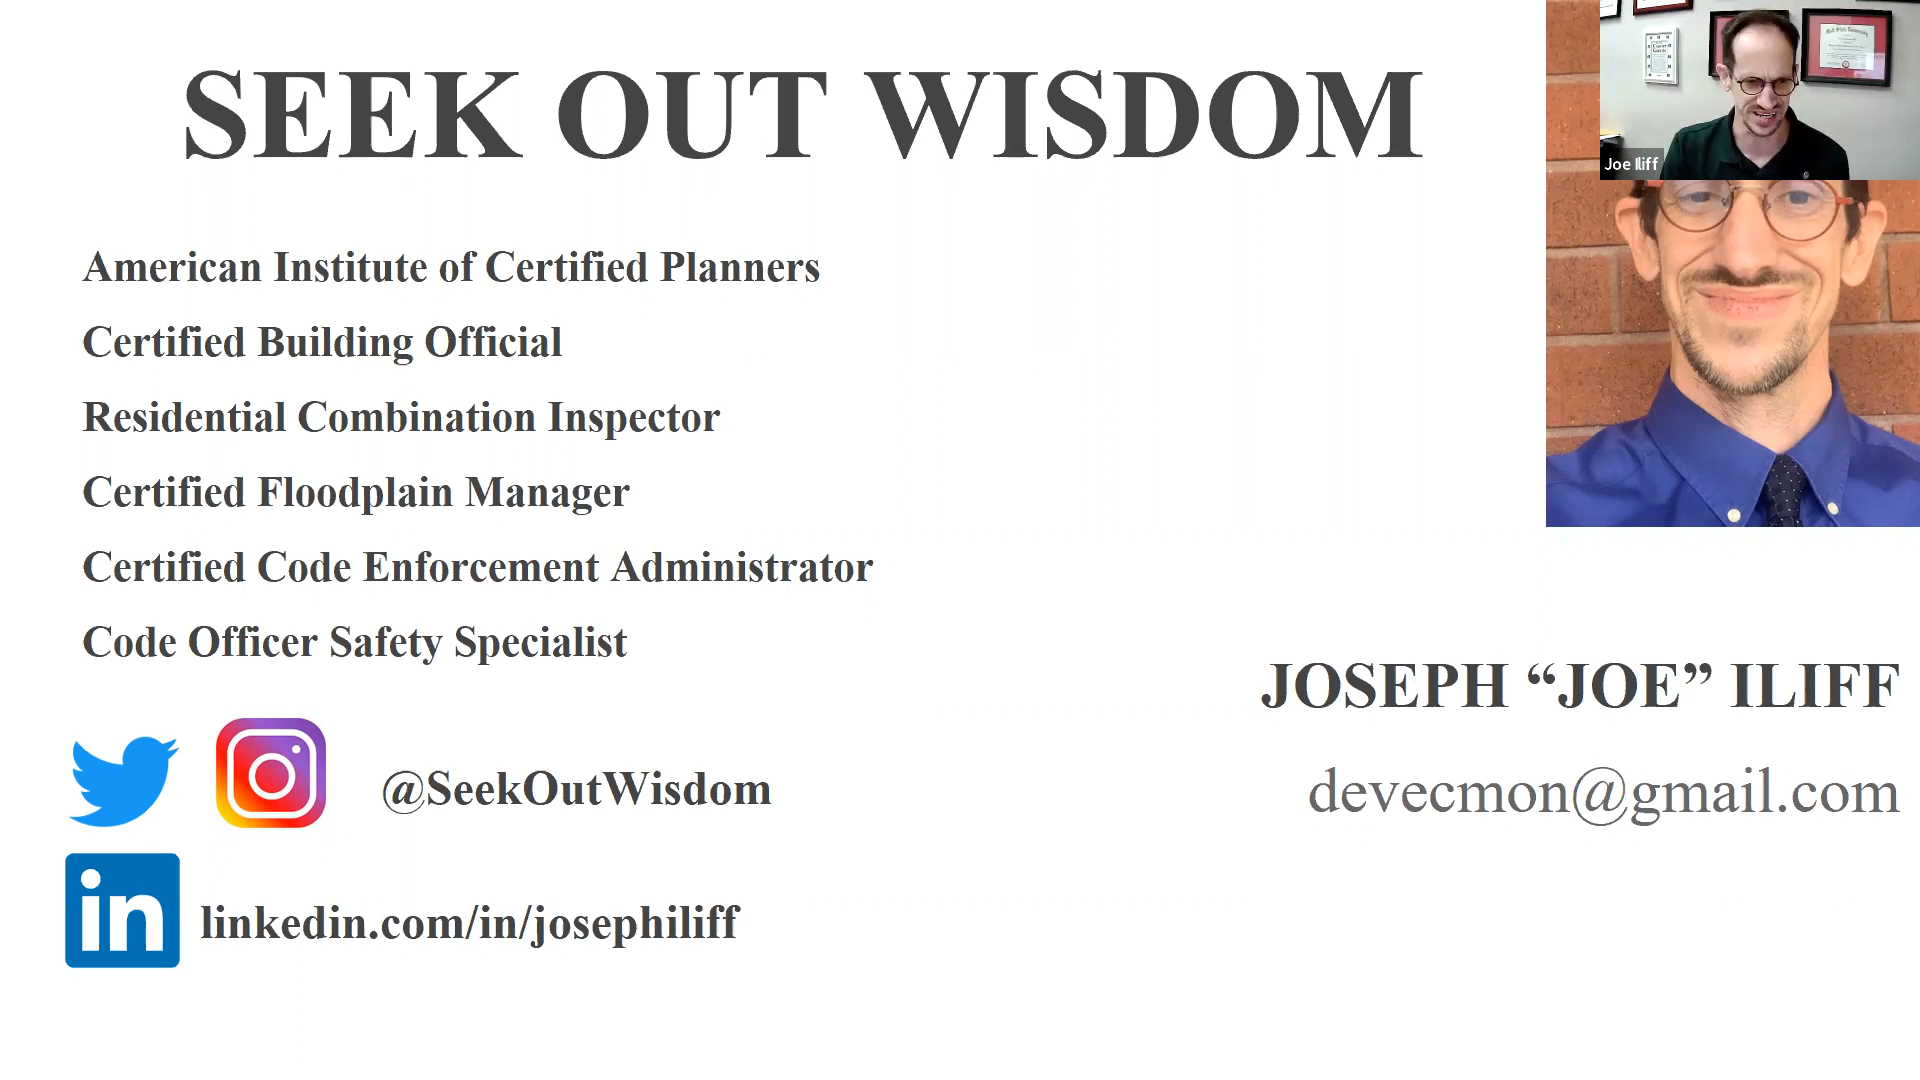 SEEK OUT WISDOM
American Institute of Certified Planners
Certified Building Official
Residential Combination Inspector
Certified Floodplain Manager
Certified Code Enforcement Administrator
Code Officer Safety Specialist
@SeekOutWisdom
in
linkedin.com/in/josephiliff
Joe Iliff
JOSEPH “JOE” ILIFF
devecmon@gmail.com